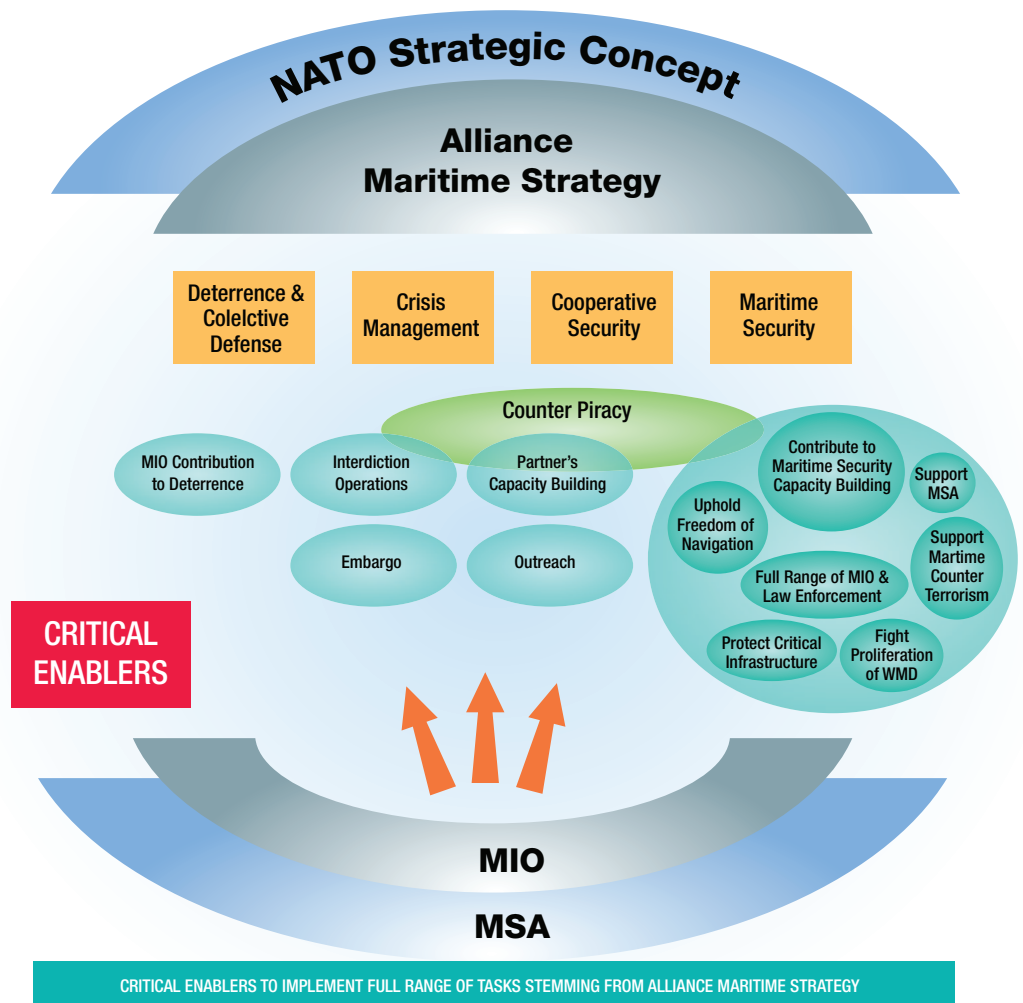 NATO Strategic Concept
Alliance
Maritime Strategy
Deterrence &
Colelctive
Defense
Crisis
Management
Cooperative
Security
Maritime
Security
Counter Piracy
MIO Contribution
to Deterrence
Interdiction
Operations
Partner's
Capacity Building
Embargo
Outreach
Contribute to
Maritime Security
Capacity Building
Support
MSA
Uphold
Freedom of
Navigation
Support
Martime
Counter
Terrorism
Full Range of MIO &
Law Enforcement
Protect Critical
Infrastructure
Fight
Proliferation
of WMD
CRITICAL
ENABLERS
MIO
MSA
CRITICAL ENABLERS TO IMPLEMENT FULL RANGE OF TASKS STEMMING FROM ALLIANCE MARITIME STRATEGY